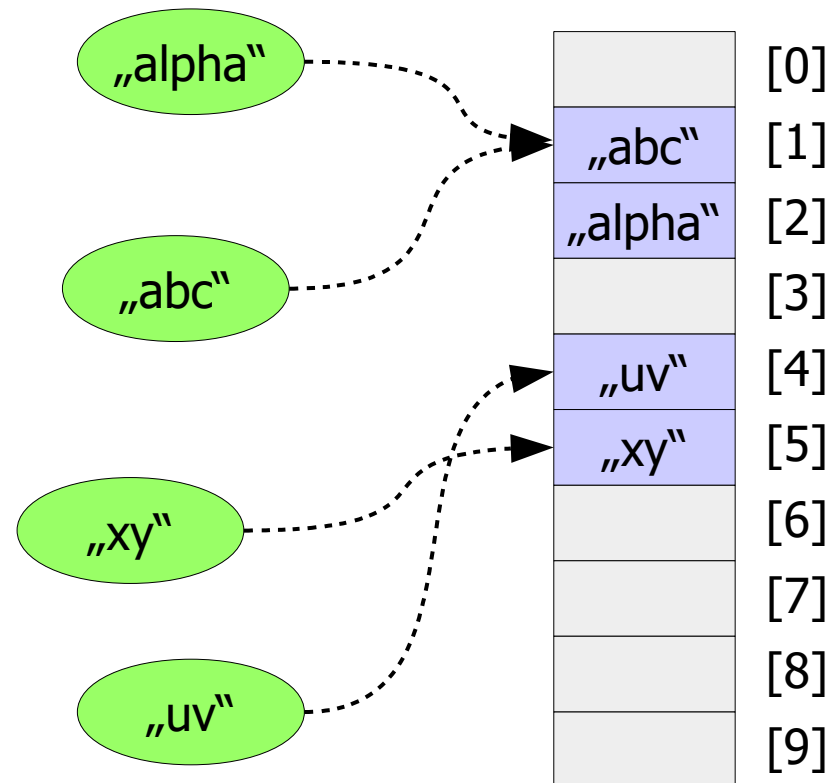 „alpha“
„abc“
„xy“
„uv“
[0]
„abc“ [1]
„alpha“ [2]
[3]
„uv“ [4]
„xy“ [5]
[6]
[7]
[8]
[9]